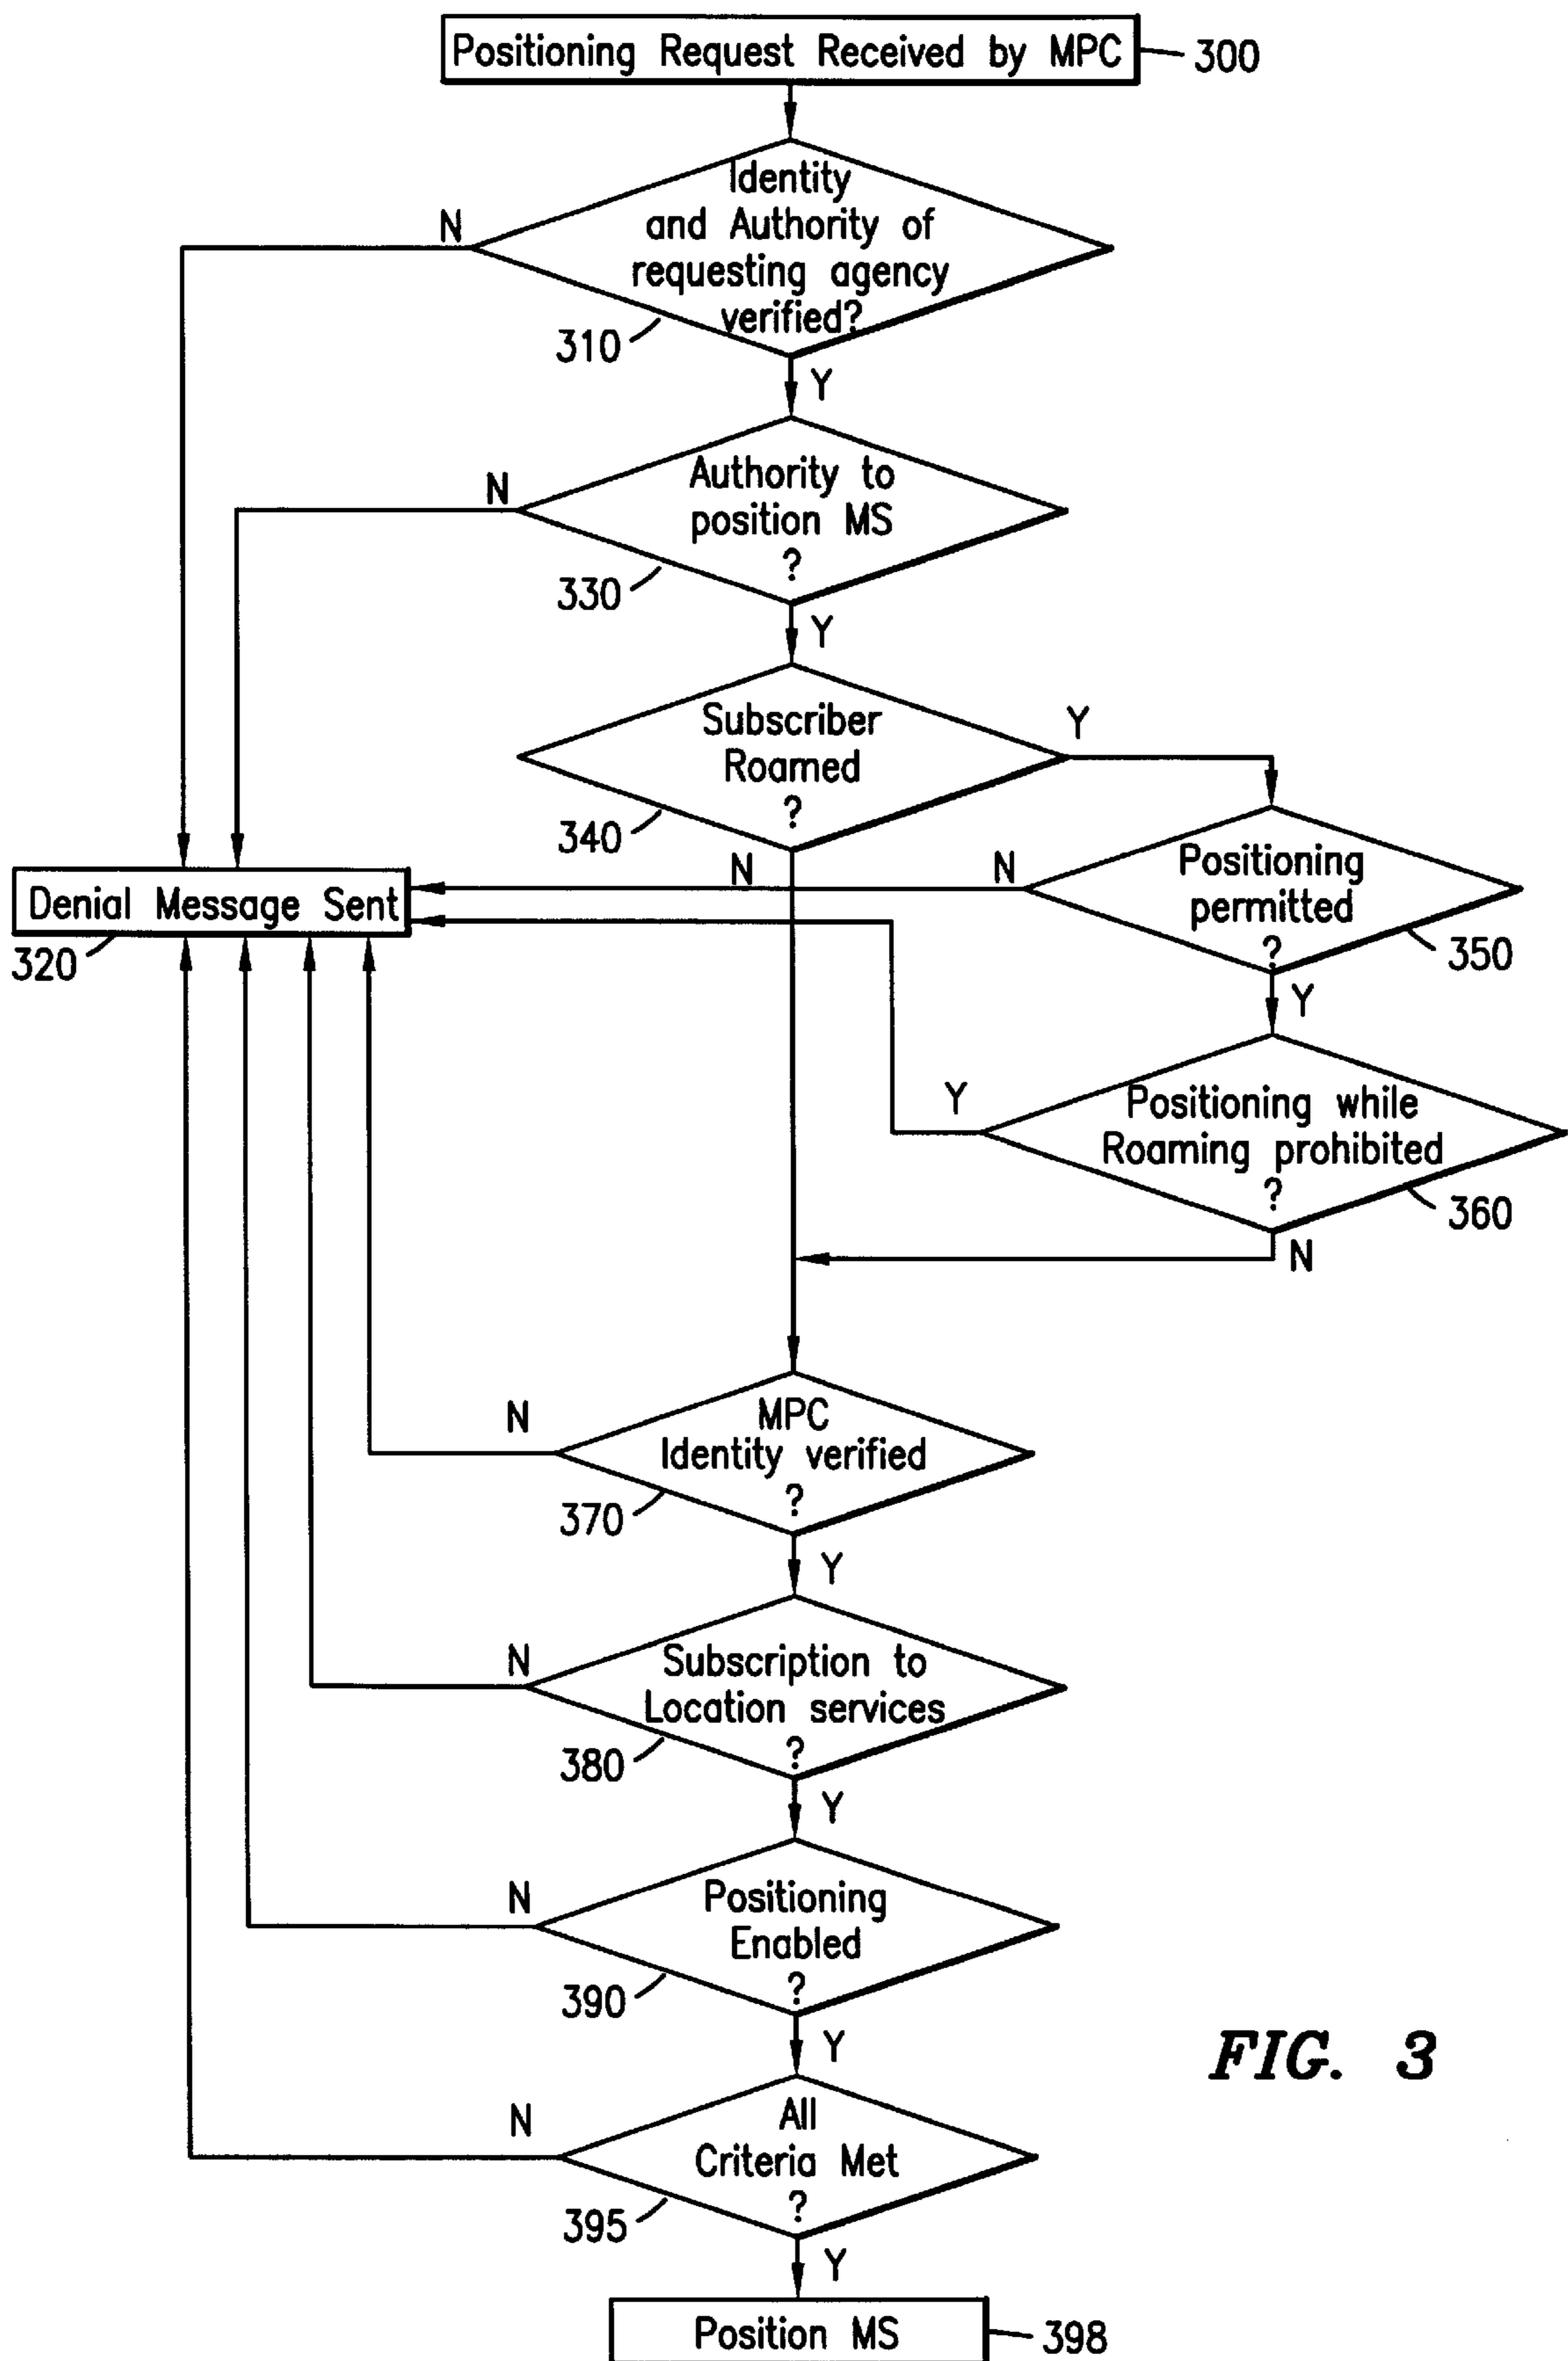 Positioning Request Received by MPC
300
Identity
and Authority of
requesting agency
verified?
N
310
Y
Authority to
position MS
?
N
330
Y
Subscriber
Roamed
?
Y
340
N
Positioning
permitted
?
N
350
Denial Message Sent
320
Y
Positioning while
Roaming prohibited
?
Y
360
N
MPC
Identity verified
?
N
370
Y
Subscription to
Location services
?
N
380
Y
Positioning
Enabled
?
N
390
Y
FIG. 3
All
Criteria Met
?
N
395
Y
Position MS
398